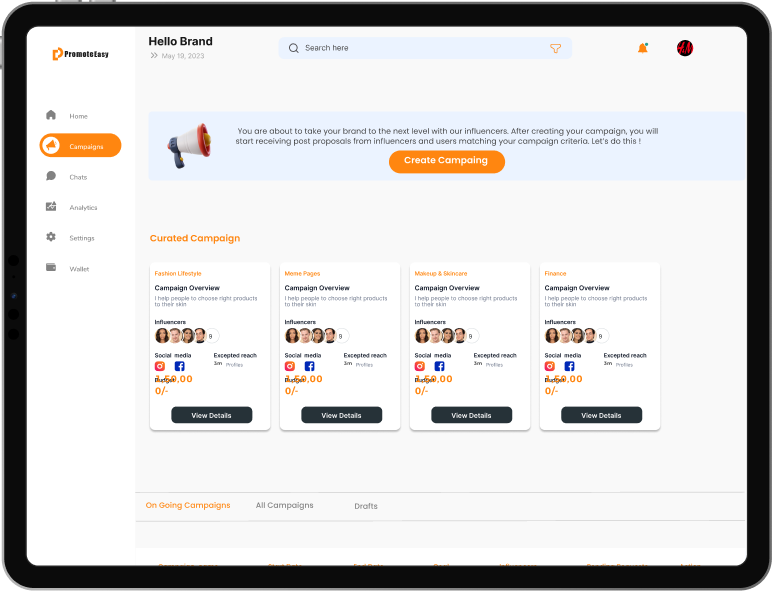 PromoteEasy
Hello Brand
May 19, 2023
Search here
H&M
Home
Campaigns
Chats
Analytics
Settings
Wallet
You are about to take your brand to the next level with our influencers. After creating your campaign, you will
start receiving post proposals from influencers and users matching your campaign criteria. Let's do this !
Create Campaing
Curated Campaign
Fashion Lifestyle
Campaign Overview
I help people to choose right products
to their skin
Influencers
9
Social media
Excepted reach
3m Profiles
Budget
1,50,00
0/-
View Details
Meme Pages
Campaign Overview
I help people to choose right products
to their skin
Influencers
9
Social media
Excepted reach
3m Profiles
Budget
1,50,00
0/-
View Details
Makeup & Skincare
Campaign Overview
I help people to choose right products
to their skin
Influencers
9
Social media
Excepted reach
3m Profiles
Budget
1,50,00
0/-
View Details
Finance
Campaign Overview
I help people to choose right products
to their skin
Influencers
9
Social media
Excepted reach
3m Profiles
Budget
1,50,00
0/-
View Details
On Going Campaigns
All Campaigns
Drafts